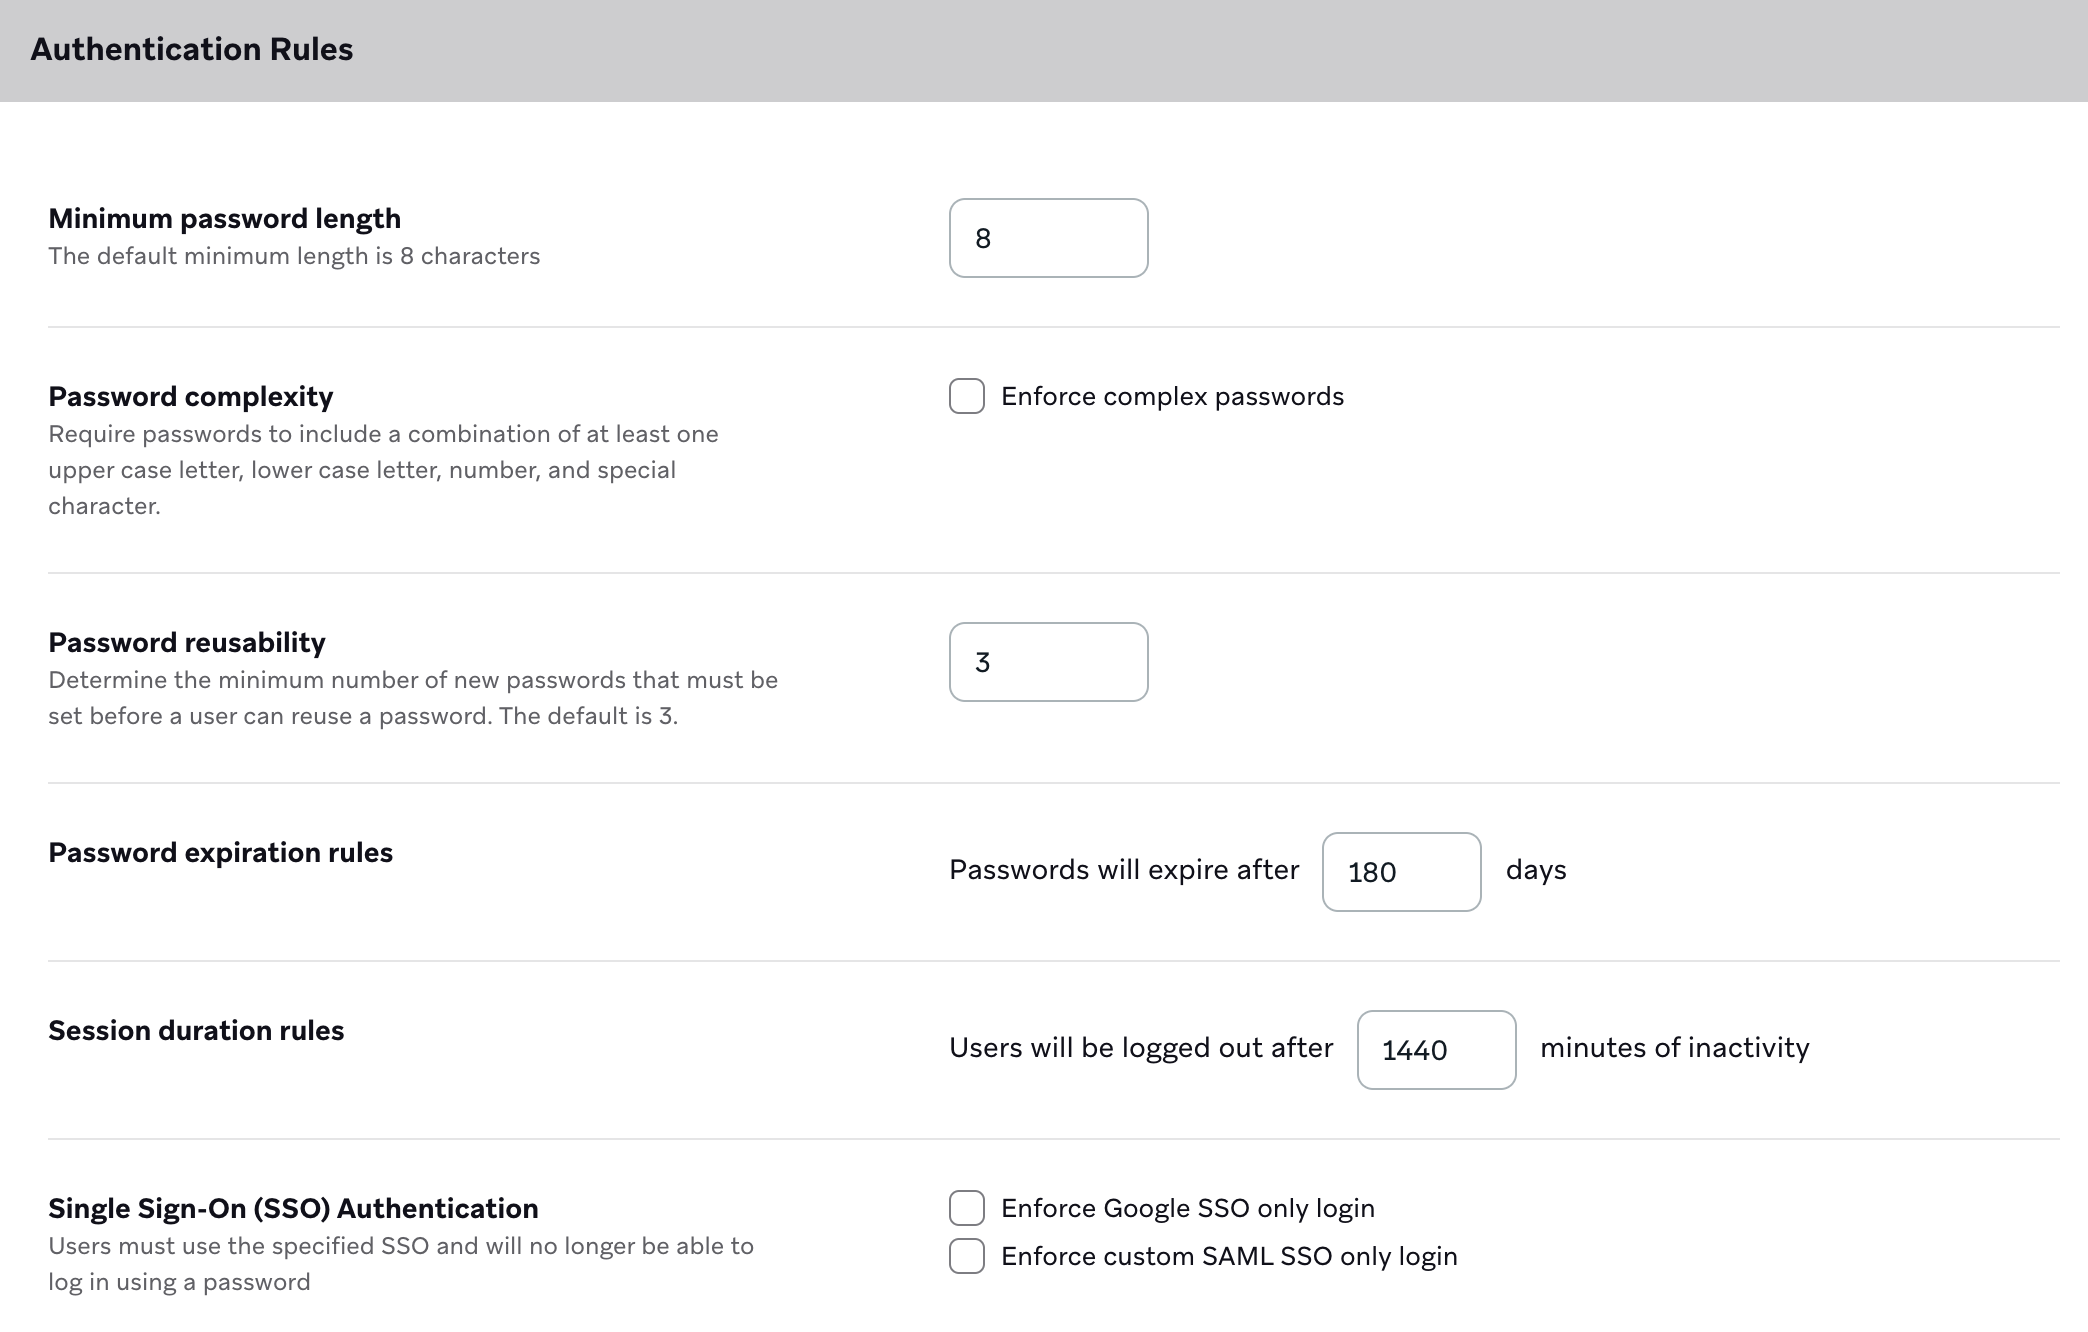 Authentication Rules
Minimum password length
The default minimum length is 8 characters
8
Password complexity
Require passwords to include a combination of at least one
upper case letter, lower case letter, number, and special
character.
Enforce complex passwords
Password reusability
Determine the minimum number of new passwords that must be
set before a user can reuse a password. The default is 3.
3
Password expiration rules
Passwords will expire after 180 days
Session duration rules
Users will be logged out after 1440 minutes of inactivity
Single Sign-On (SSO) Authentication
Users must use the specified SSO and will no longer be able to
log in using a password
Enforce Google SSO only login
Enforce custom SAML SSO only login